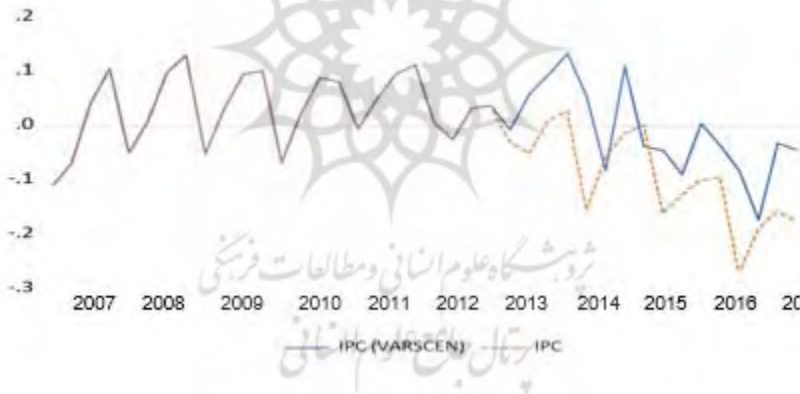 .2
.1
.0
-.1
-.2
-.3
پژوهشگاه علوم انسانی و مطالعات فرهنگی
2007 2008 2009 2010 2011 2012 2013 2014 2015 2016 20
پرتال جامع علوم انسانی
IPC (VARSCEN) IPC